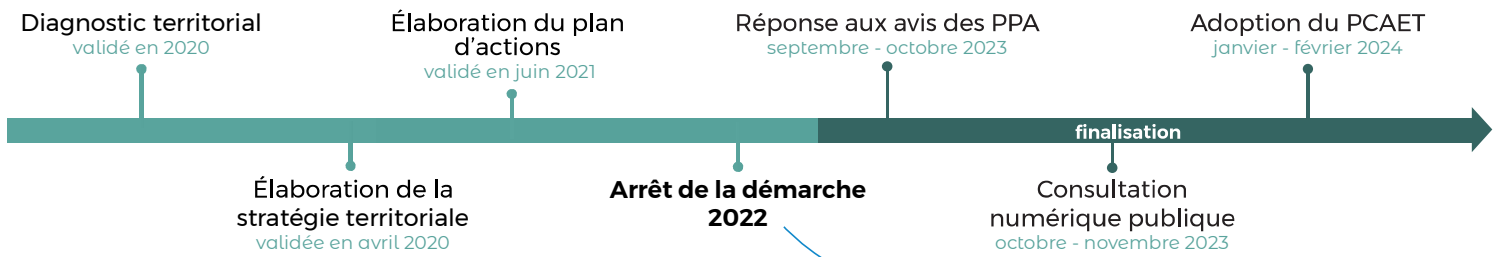 Diagnostic territorial
validé en 2020
Élaboration du plan
d'actions
validé en juin 2021
Réponse aux avis des PPA
septembre - octobre 2023
Adoption du PCAET
janvier - février 2024
finalisation
Élaboration de la
stratégie territoriale
validée en avril 2020
Arrêt de la démarche
2022
Consultation
numérique publique
octobre - novembre 2023